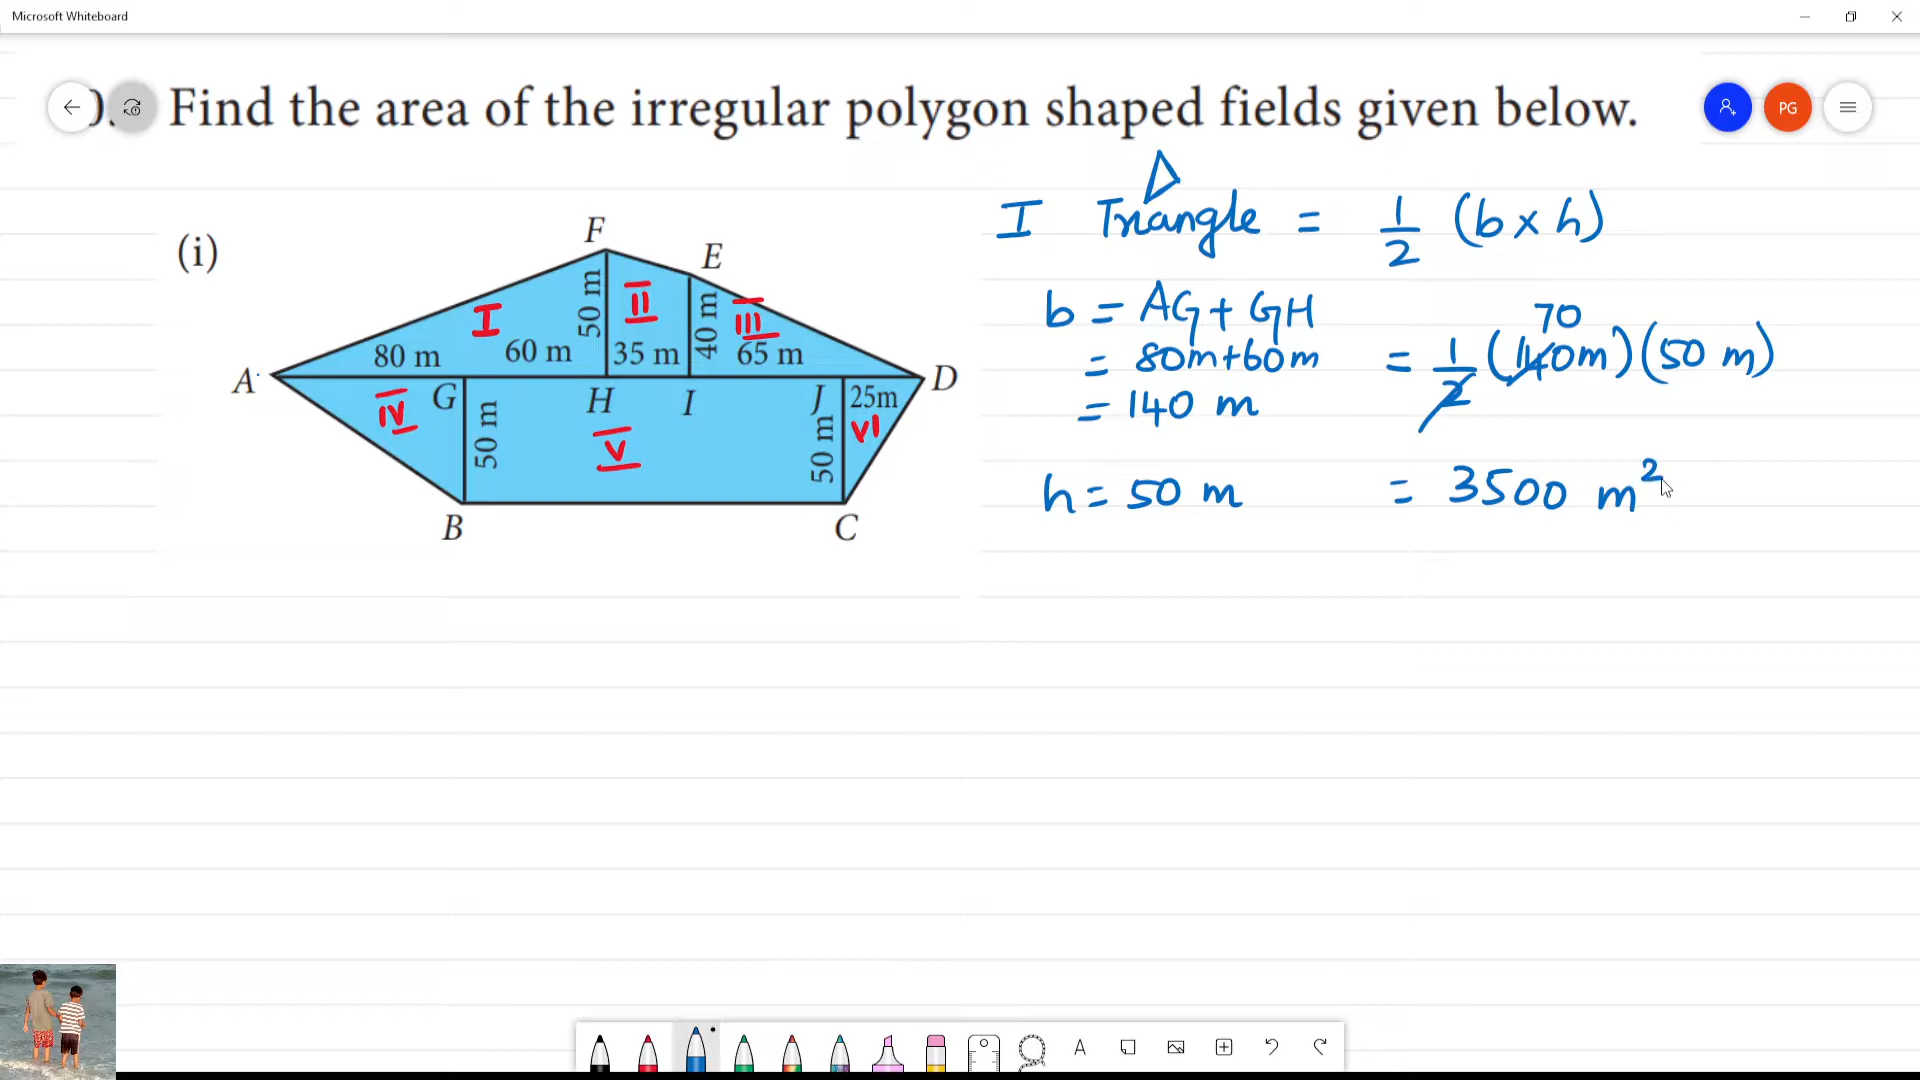 Microsoft Whiteboard
Find the area of the irregular polygon shaped fields given below.
PG
I Triangle = 1/2 (b x h)
(i)
F
E
50 m
II
40 m
III
I
80 m
60 m
35 m
65 m
A
D
G
H
I
J
25m
IV
50 m
V
50 m
VI
B
C
b = AG + GH
= 80m+60m
= 140 m
h = 50 m
70
= 1/2 (140m)(50 m)
= 3500 m²
A